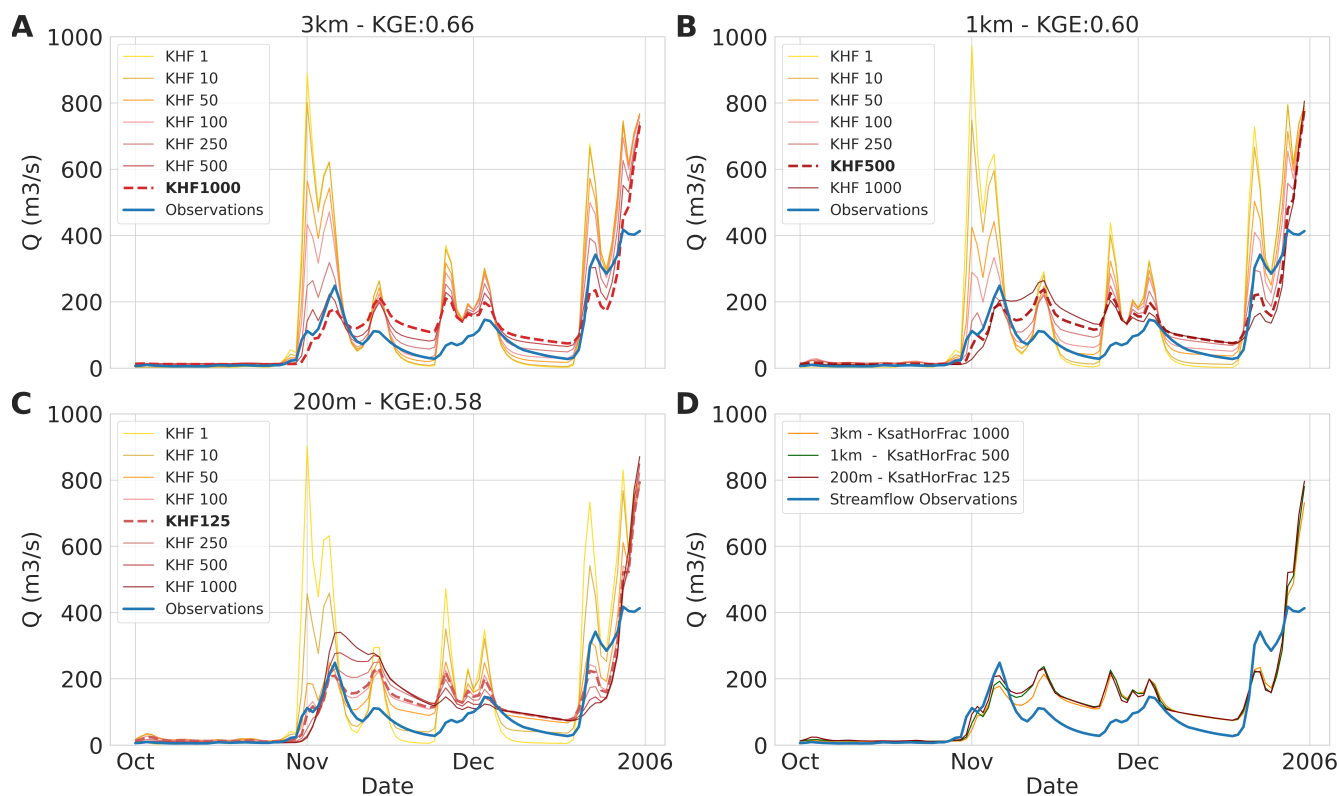 A
3km - KGE:0.66
1000
800
600
400
200
0
Q (m3/s)
KHF 1
KHF 10
KHF 50
KHF 100
KHF 250
KHF 500
KHF1000
Observations
B
1km - KGE:0.60
1000
800
600
400
200
0
Q (m3/s)
KHF 1
KHF 10
KHF 50
KHF 100
KHF 250
KHF500
KHF 1000
Observations
C
200m - KGE:0.58
1000
800
600
400
200
0
Q (m3/s)
KHF 1
KHF 10
KHF 50
KHF 100
KHF125
KHF 250
KHF 500
KHF 1000
Observations
Oct
Nov
Dec
2006
Date
D
1000
800
600
400
200
0
Q (m3/s)
3km - KsatHorFrac 1000
1km - KsatHorFrac 500
200m - KsatHorFrac 125
Streamflow Observations
Oct
Nov
Dec
2006
Date